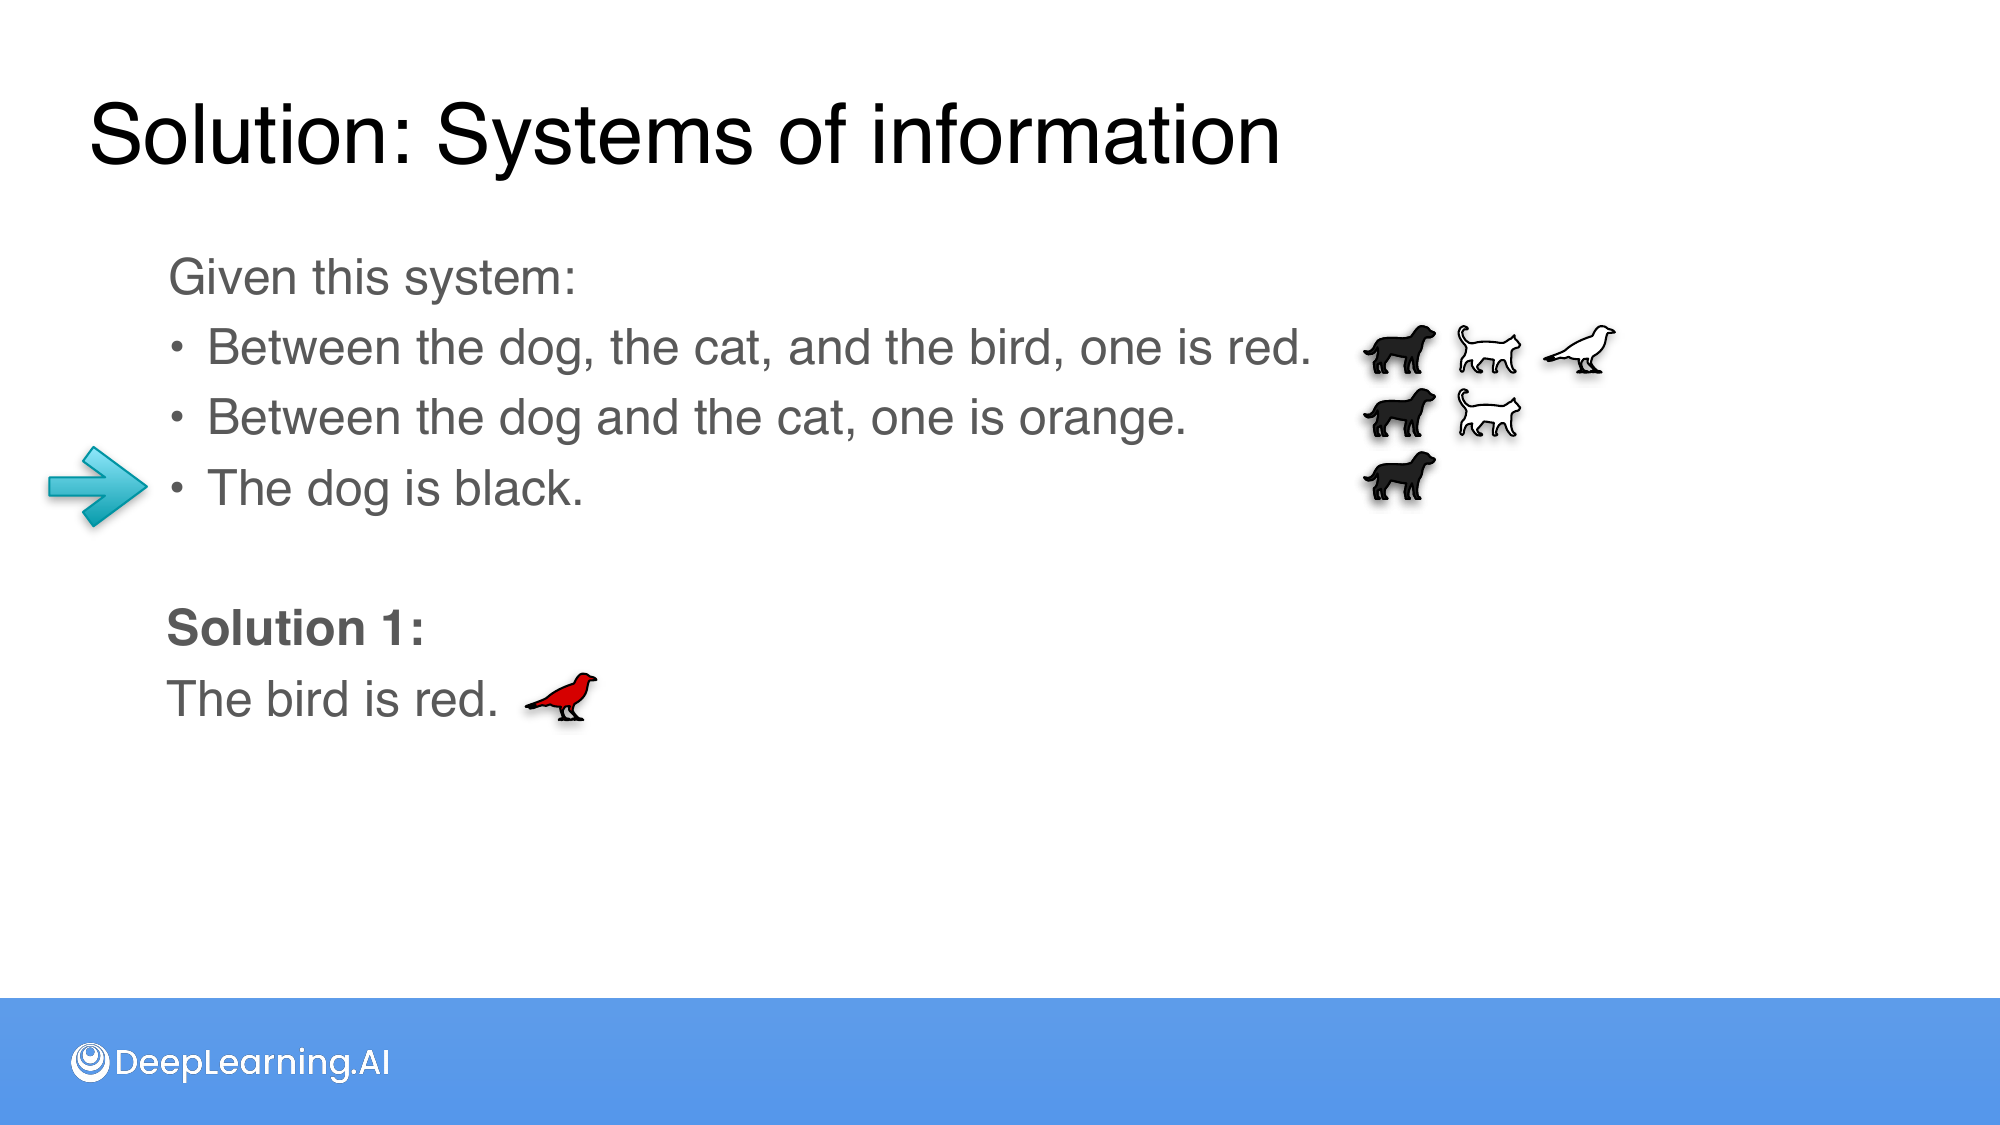 Solution: Systems of information
Given this system:
• Between the dog, the cat, and the bird, one is red.
• Between the dog and the cat, one is orange.
• The dog is black.
Solution 1:
The bird is red.
DeepLearning.AI